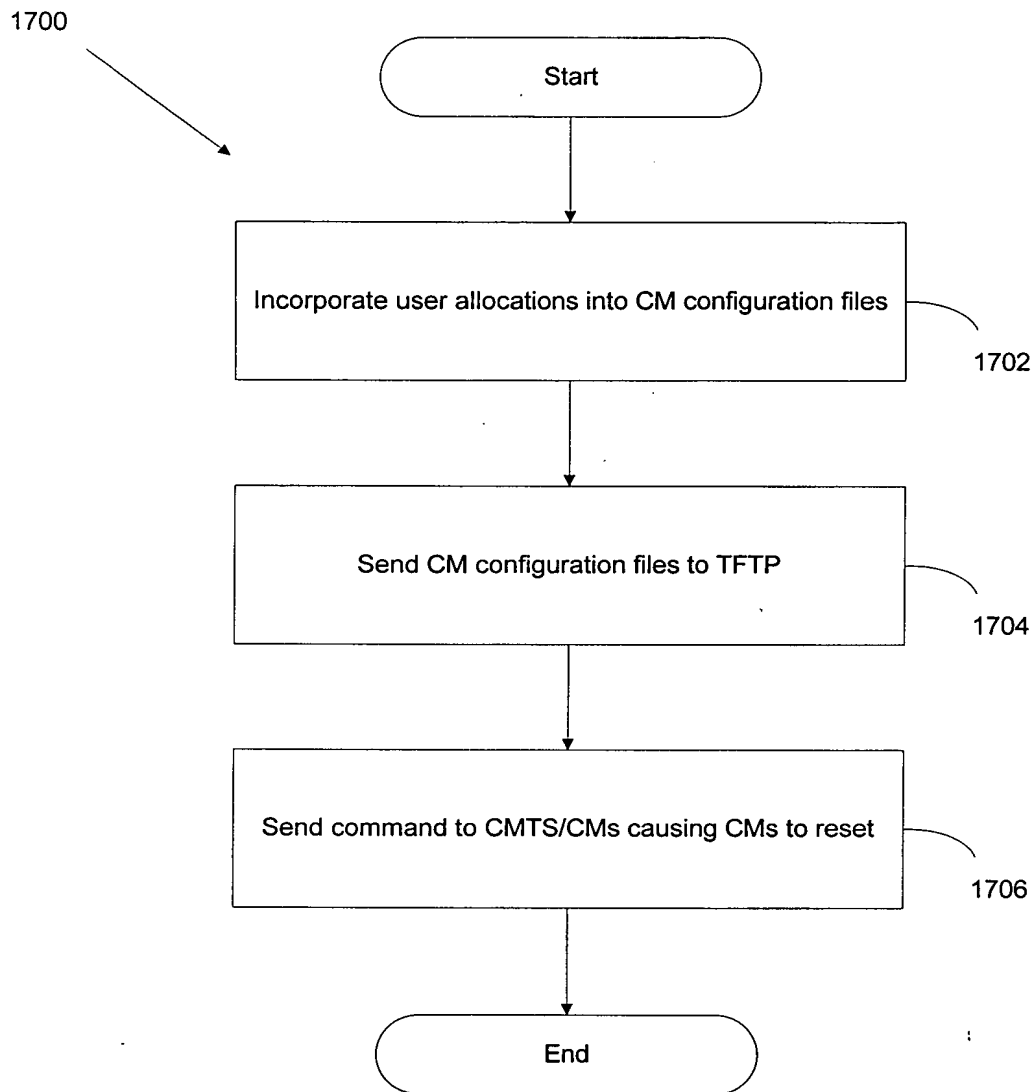 1700
Start
Incorporate user allocations into CM configuration files
1702
Send CM configuration files to TFTP
1704
Send command to CMTS/CMs causing CMs to reset
1706
End